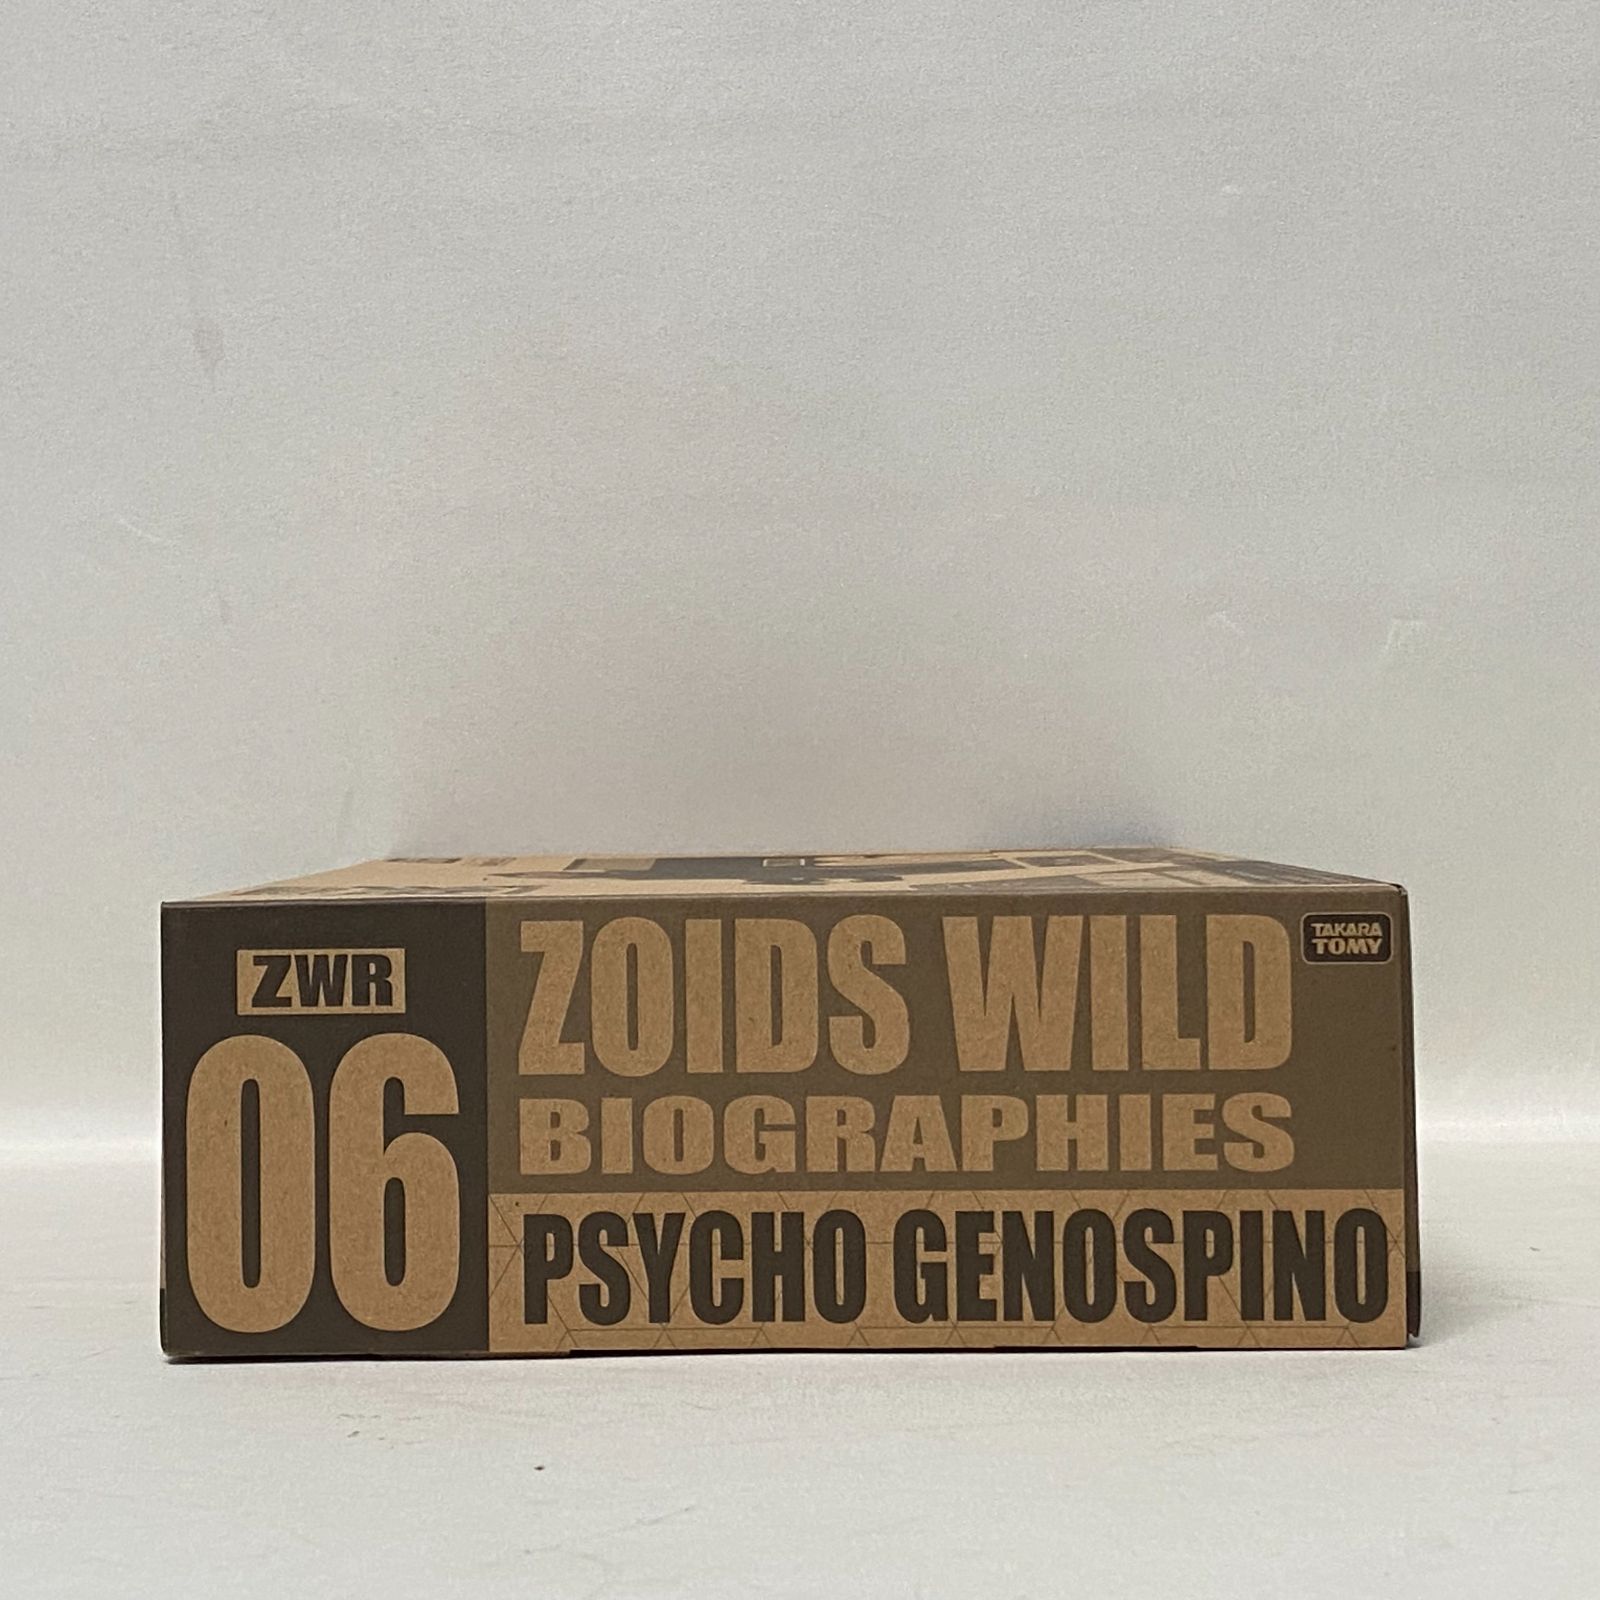 ZWR
06
ZOIDS WILD
BIOGRAPHIES
PSYCHO GENOSPINO
TAKARA
TOMY